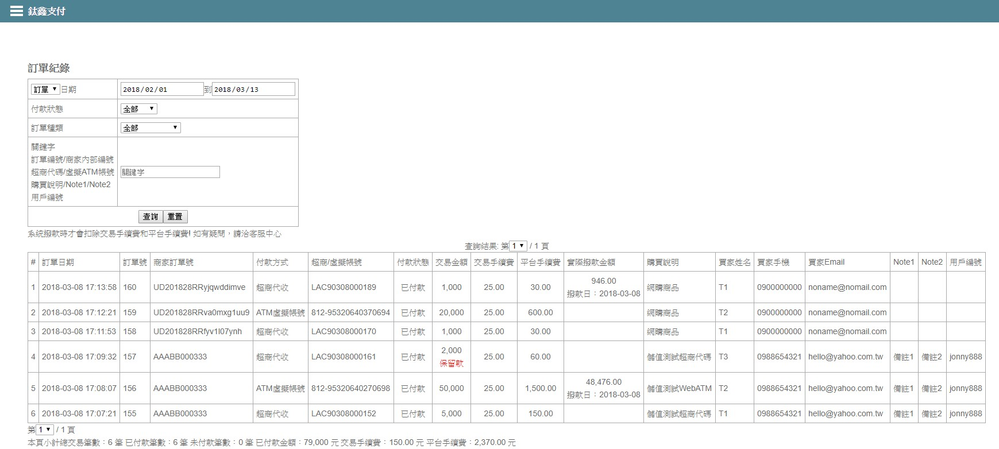 鈦鑫支付
訂單紀錄
訂單 日期 2018/02/01 到 2018/03/13
付款狀態 全部
訂單種類 全部
關鍵字
訂單編號/商家內部編號
超商代碼/虛擬ATM帳號 關鍵字
購買說明/Note1/Note2
用戶編號
查詢 重置
系統撥款時才會扣除交易手續費和平台手續費! 如有疑問，請洽客服中心
查詢結果: 第 1 / 1 頁
# 訂單日期 訂單號 商家訂單號 付款方式 超商/虛擬帳號 付款狀態 交易金額 交易手續費 平台手續費 實際撥款金額 購買說明 買家姓名 買家手機 買家Email Note1 Note2 用戶編號
1 2018-03-08 17:13:58 160 UD201828RRyjqwddimve 超商代收 LAC90308000189 已付款 1,000 25.00 30.00 946.00 撥款日：2018-03-08 網購商品 T1 0900000000 noname@nomail.com
2 2018-03-08 17:12:21 159 UD201828RRva0mxg1uu9 ATM虛擬帳號 812-95320640370694 已付款 20,000 25.00 600.00 網購商品 T2 0900000000 noname@nomail.com
3 2018-03-08 17:11:53 158 UD201828RRfyv1l07ynh 超商代收 LAC90308000170 已付款 1,000 25.00 30.00 網購商品 T1 0900000000 noname@nomail.com
4 2018-03-08 17:09:32 157 AAABB000333 超商代收 LAC90308000161 已付款 2,000 保留款 25.00 60.00 儲值測試超商代碼 T3 0988654321 hello@yahoo.com.tw 備註1 備註2 jonny888
5 2018-03-08 17:08:07 156 AAABB000333 ATM虛擬帳號 812-95320640270698 已付款 50,000 25.00 1,500.00 48,476.00 撥款日：2018-03-08 儲值測試WebATM T2 0988654321 hello@yahoo.com.tw 備註1 備註2 jonny888
6 2018-03-08 17:07:21 155 AAABB000333 超商代收 LAC90308000152 已付款 5,000 25.00 150.00 儲值測試超商代碼 T1 0988654321 hello@yahoo.com.tw 備註1 備註2 jonny888
第 1 / 1 頁
本頁小計總交易筆數：6 筆 已付款筆數：6 筆 未付款筆數：0 筆 已付款金額：79,000 元 交易手續費：150.00 元 平台手續費：2,370.00 元